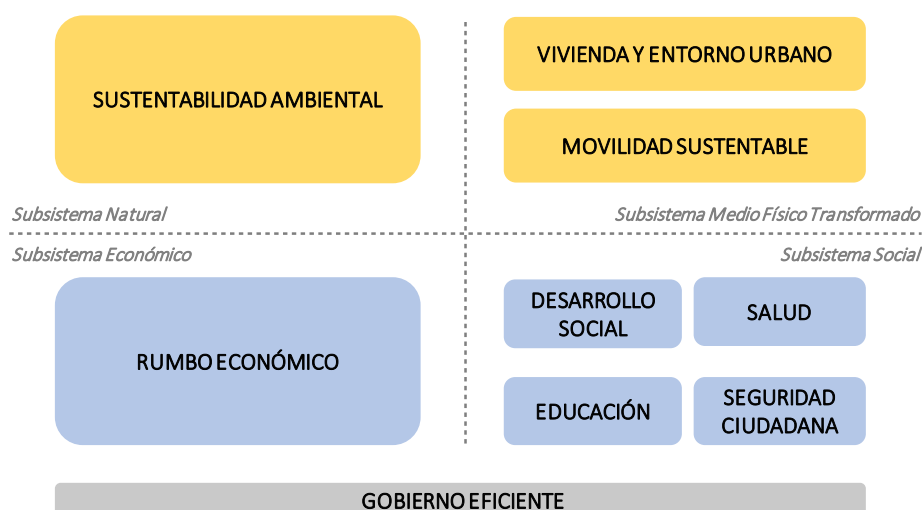 SUSTENTABILIDAD AMBIENTAL
VIVIENDA Y ENTORNO URBANO
MOVILIDAD SUSTENTABLE
Subsistema Natural
Subsistema Medio Físico Transformado
Subsistema Económico
Subsistema Social
RUMBO ECONÓMICO
DESARROLLO
SOCIAL
SALUD
EDUCACIÓN
SEGURIDAD
CIUDADANA
GOBIERNO EFICIENTE